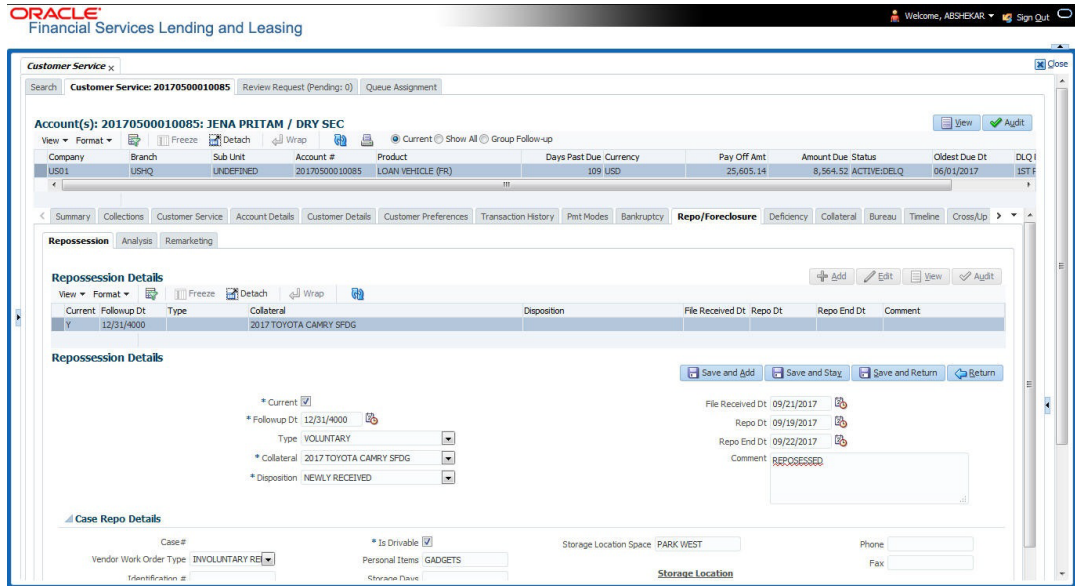 ORACLE
Financial Services Lending and Leasing
Welcome, ABSHEKAR Sign Out
Customer Service x
Close
Search Customer Service: 20170500010085 Review Request (Pending: 0) Queue Assignment
Account(s): 20170500010085: JENA PRITAM / DRY SEC
View Audit
View Format Freeze Detach Wrap Current Show All Group Follow-up
Company Branch Sub Unit Account # Product Days Past Due Currency Pay Off Amt Amount Due Status Oldest Due Dt DLQ
US01 USHQ UNDEFINED 20170500010085 LOAN VEHICLE (FR) 109 USD 25,605.14 8,564.52 ACTIVE:DELQ 06/01/2017 1ST
Summary Collections Customer Service Account Details Customer Details Customer Preferences Transaction History Pmt Modes Bankruptcy Repo/Foreclosure Deficiency Collateral Bureau Timeline Cross/Up
Repossession Analysis Remarketing
Repossession Details
Add Edit View Audit
View Format Freeze Detach Wrap
Current Followup Dt Type Collateral Disposition File Received Dt Repo Dt Repo End Dt Comment
Y 12/31/4000 2017 TOYOTA CAMRY SFDG
Repossession Details
Save and Add Save and Stay Save and Return Return
* Current
* Followup Dt 12/31/4000
Type VOLUNTARY
* Collateral 2017 TOYOTA CAMRY SFDG
* Disposition NEWLY RECEIVED
File Received Dt 09/21/2017
Repo Dt 09/19/2017
Repo End Dt 09/22/2017
Comment REPOSESSED
Case Repo Details
Case#
Vendor Work Order Type INVOLUNTARY RE
Identification #
* Is Drivable
Personal Items GADGETS
Storage Days
Storage Location Space PARK WEST
Storage Location
Phone
Fax